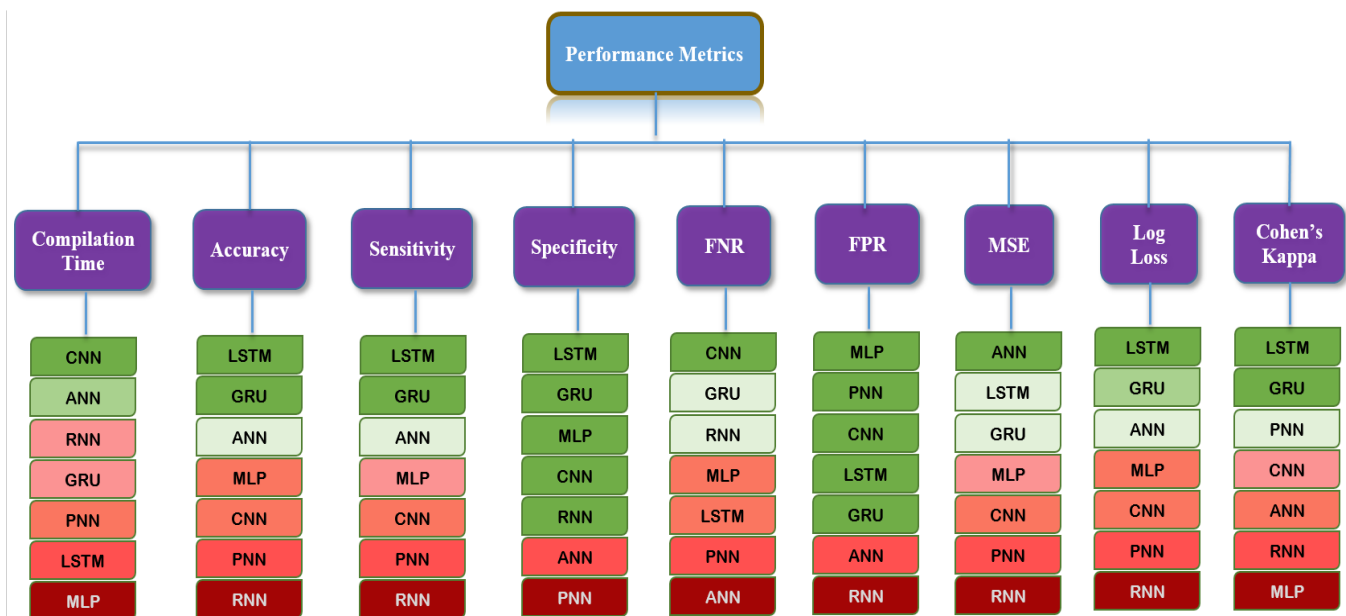 Performance Metrics
Compilation
Time
Accuracy
Sensitivity
Specificity
FNR
FPR
MSE
Log
Loss
Cohen's
Kappa
CNN
ANN
RNN
GRU
PNN
LSTM
MLP
LSTM
GRU
ANN
MLP
CNN
PNN
RNN
LSTM
GRU
ANN
MLP
CNN
PNN
RNN
LSTM
GRU
MLP
CNN
RNN
ANN
PNN
CNN
GRU
RNN
MLP
LSTM
PNN
ANN
MLP
PNN
CNN
LSTM
GRU
ANN
RNN
ANN
LSTM
GRU
MLP
CNN
PNN
RNN
LSTM
GRU
ANN
MLP
CNN
PNN
RNN
LSTM
GRU
PNN
CNN
ANN
RNN
MLP